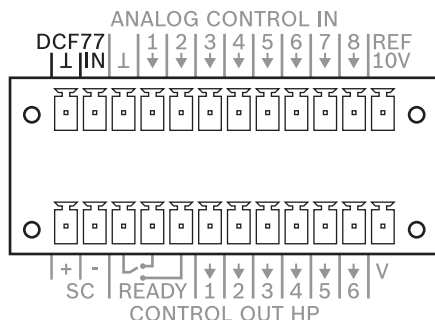 ANALOG CONTROL IN
DCF77 1 2 3 4 5 6 7 8 REF
⊥ IN ⊥ 10V
+ - V
SC READY 1 2 3 4 5 6
CONTROL OUT HP